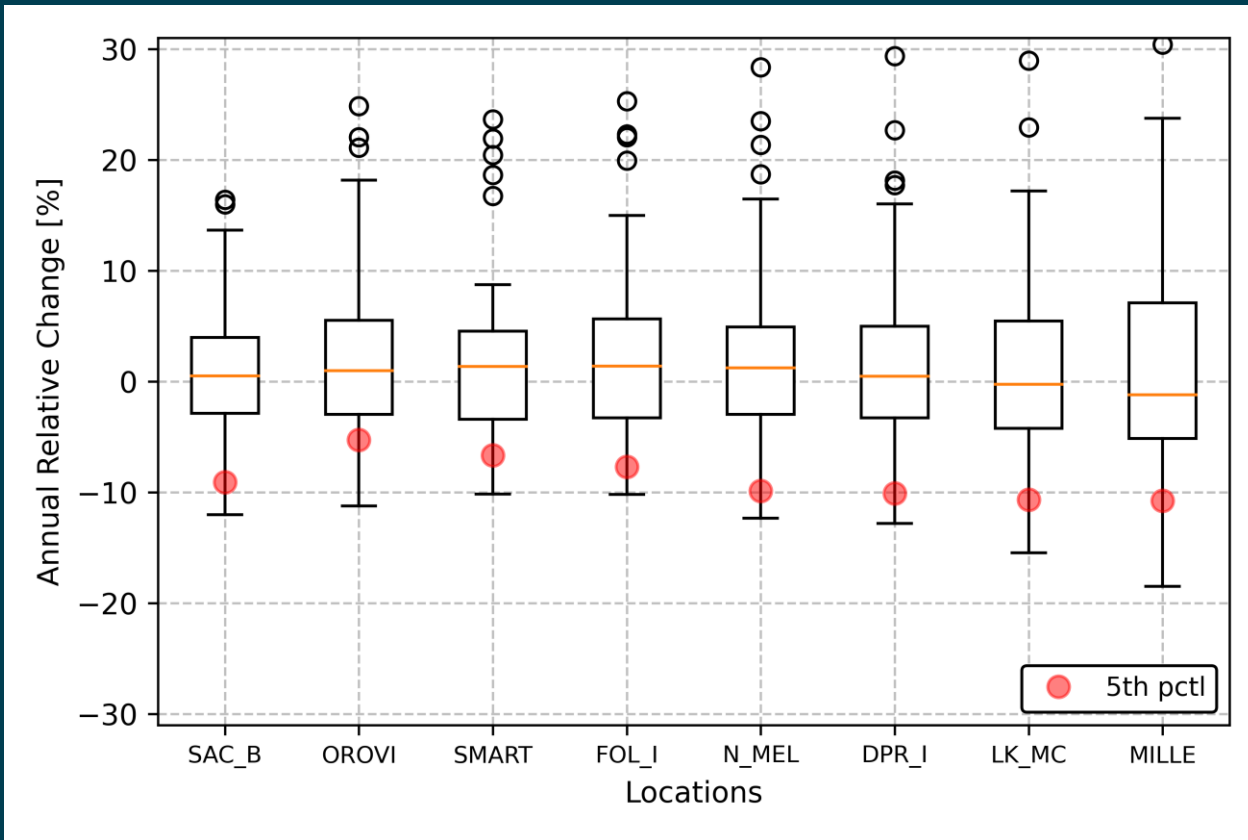 Annual Relative Change [%]
30
20
10
0
−10
−20
−30
5th pctl
SAC_B OROVI SMART FOL_I N_MEL DPR_I LK_MC MILLE
Locations